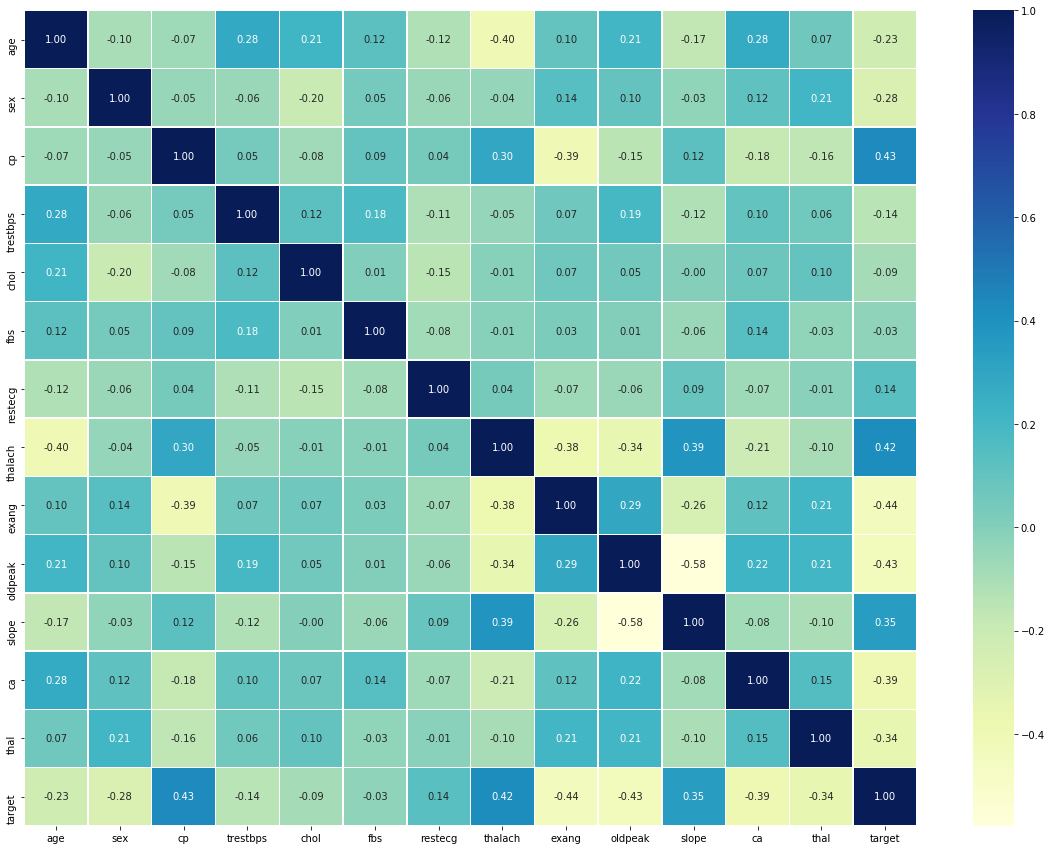 age 1.00 -0.10 -0.07 0.28 0.21 0.12 -0.12 -0.40 0.10 0.21 -0.17 0.28 0.07 -0.23
sex -0.10 1.00 -0.05 -0.06 -0.20 0.05 -0.06 -0.04 0.14 0.10 -0.03 0.12 0.21 -0.28
cp -0.07 -0.05 1.00 0.05 -0.08 0.09 0.04 0.30 -0.39 -0.15 0.12 -0.18 -0.16 0.43
trestbps 0.28 -0.06 0.05 1.00 0.12 0.18 -0.11 -0.05 0.07 0.19 -0.12 0.10 0.06 -0.14
chol 0.21 -0.20 -0.08 0.12 1.00 0.01 -0.15 -0.01 0.07 0.05 -0.00 0.07 0.10 -0.09
fbs 0.12 0.05 0.09 0.18 0.01 1.00 -0.08 -0.01 0.03 0.01 -0.06 0.14 -0.03 -0.03
restecg -0.12 -0.06 0.04 -0.11 -0.15 -0.08 1.00 0.04 -0.07 -0.06 0.09 -0.07 -0.01 0.14
thalach -0.40 -0.04 0.30 -0.05 -0.01 -0.01 0.04 1.00 -0.38 -0.34 0.39 -0.21 -0.10 0.42
exang 0.10 0.14 -0.39 0.07 0.07 0.03 -0.07 -0.38 1.00 0.29 -0.26 0.12 0.21 -0.44
oldpeak 0.21 0.10 -0.15 0.19 0.05 0.01 -0.06 -0.34 0.29 1.00 -0.58 0.22 0.21 -0.43
slope -0.17 -0.03 0.12 -0.12 -0.00 -0.06 0.09 0.39 -0.26 -0.58 1.00 -0.08 -0.10 0.35
ca 0.28 0.12 -0.18 0.10 0.07 0.14 -0.07 -0.21 0.12 0.22 -0.08 1.00 0.15 -0.39
thal 0.07 0.21 -0.16 0.06 0.10 -0.03 -0.01 -0.10 0.21 0.21 -0.10 0.15 1.00 -0.34
target -0.23 -0.28 0.43 -0.14 -0.09 -0.03 0.14 0.42 -0.44 -0.43 0.35 -0.39 -0.34 1.00
age sex cp trestbps chol fbs restecg thalach exang oldpeak slope ca thal target
1.0
0.8
0.6
0.4
0.2
0.0
−0.2
−0.4